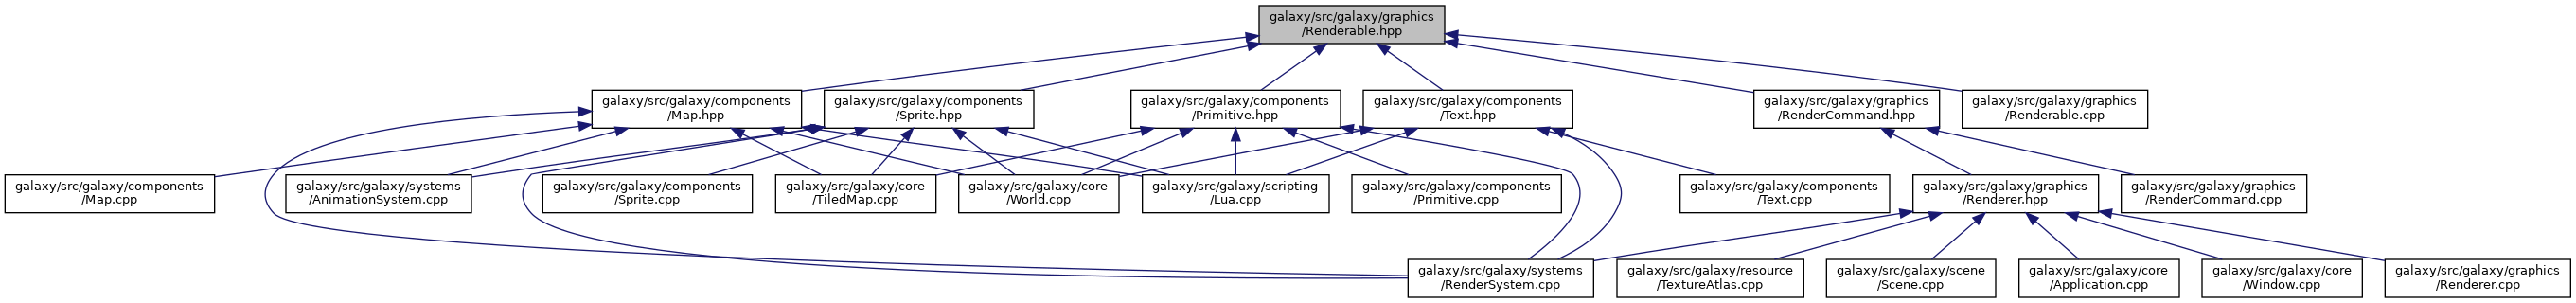 galaxy/src/galaxy/graphics
/Renderable.hpp
galaxy/src/galaxy/components
/Map.hpp
galaxy/src/galaxy/components
/Sprite.hpp
galaxy/src/galaxy/components
/Primitive.hpp
galaxy/src/galaxy/components
/Text.hpp
galaxy/src/galaxy/graphics
/RenderCommand.hpp
galaxy/src/galaxy/graphics
/Renderable.cpp
galaxy/src/galaxy/components
/Map.cpp
galaxy/src/galaxy/systems
/AnimationSystem.cpp
galaxy/src/galaxy/components
/Sprite.cpp
galaxy/src/galaxy/core
/TiledMap.cpp
galaxy/src/galaxy/core
/World.cpp
galaxy/src/galaxy/scripting
/Lua.cpp
galaxy/src/galaxy/components
/Primitive.cpp
galaxy/src/galaxy/components
/Text.cpp
galaxy/src/galaxy/graphics
/Renderer.hpp
galaxy/src/galaxy/graphics
/RenderCommand.cpp
galaxy/src/galaxy/systems
/RenderSystem.cpp
galaxy/src/galaxy/resource
/TextureAtlas.cpp
galaxy/src/galaxy/scene
/Scene.cpp
galaxy/src/galaxy/core
/Application.cpp
galaxy/src/galaxy/core
/Window.cpp
galaxy/src/galaxy/graphics
/Renderer.cpp